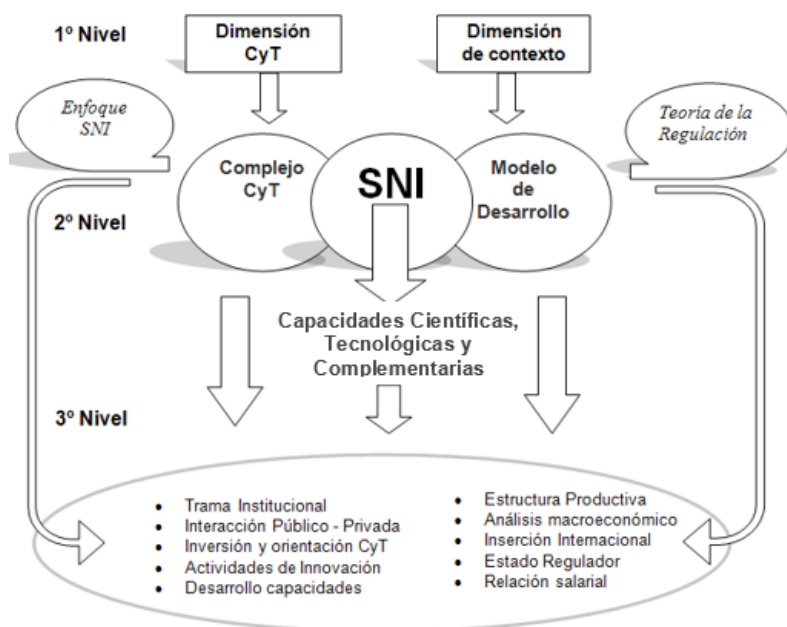 1º Nivel
Dimensión
CyT
Dimensión
de contexto
Enfoque
SNI
Teoría de la
Regulación
Complejo
CyT
SNI
Modelo
de
Desarrollo
2º Nivel
Capacidades Científicas,
Tecnológicas y
Complementarias
3º Nivel
• Trama Institucional
• Interacción Público - Privada
• Inversión y orientación CyT
• Actividades de Innovación
• Desarrollo capacidades
• Estructura Productiva
• Análisis macroeconómico
• Inserción Internacional
• Estado Regulador
• Relación salarial